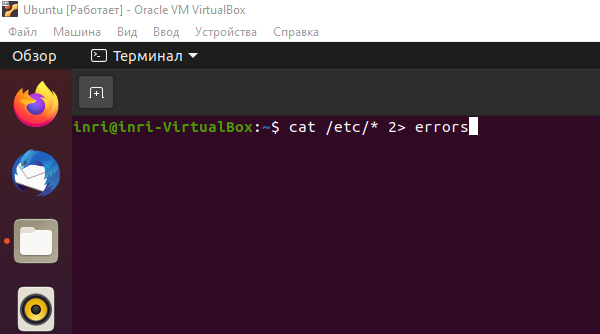 Ubuntu [Работает] - Oracle VM VirtualBox
Файл Машина Вид Ввод Устройства Справка
Обзор Терминал
inri@inri-VirtualBox:~$ cat /etc/* 2> errors